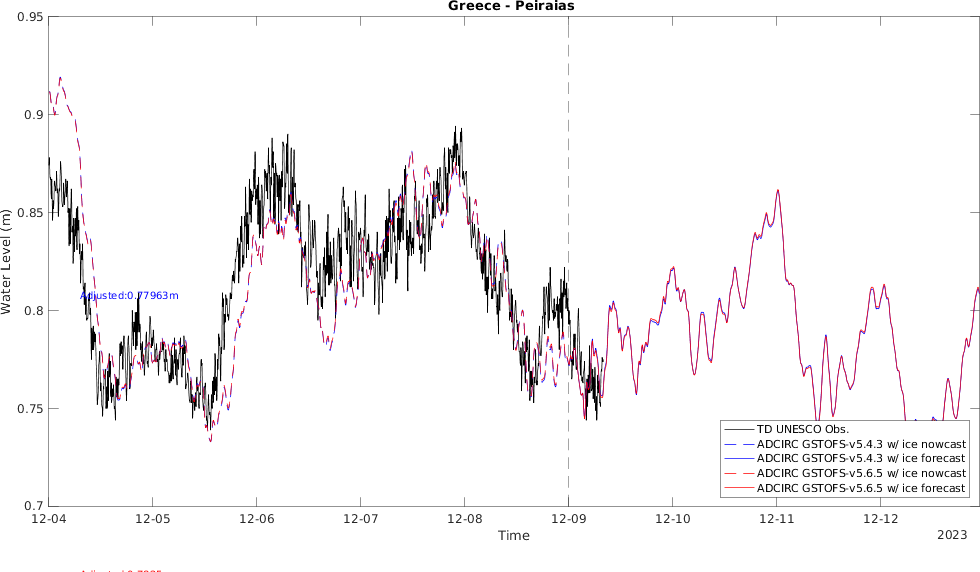 Greece - Peiraias
0.95
0.9
0.85
0.8
0.75
0.7
Water Level (m)
Adjusted:0.77963m
TD UNESCO Obs.
ADCIRC GSTOFS-v5.4.3 w/ ice nowcast
ADCIRC GSTOFS-v5.4.3 w/ ice forecast
ADCIRC GSTOFS-v5.6.5 w/ ice nowcast
ADCIRC GSTOFS-v5.6.5 w/ ice forecast
12-04 12-05 12-06 12-07 12-08 12-09 12-10 12-11 12-12
Time
2023